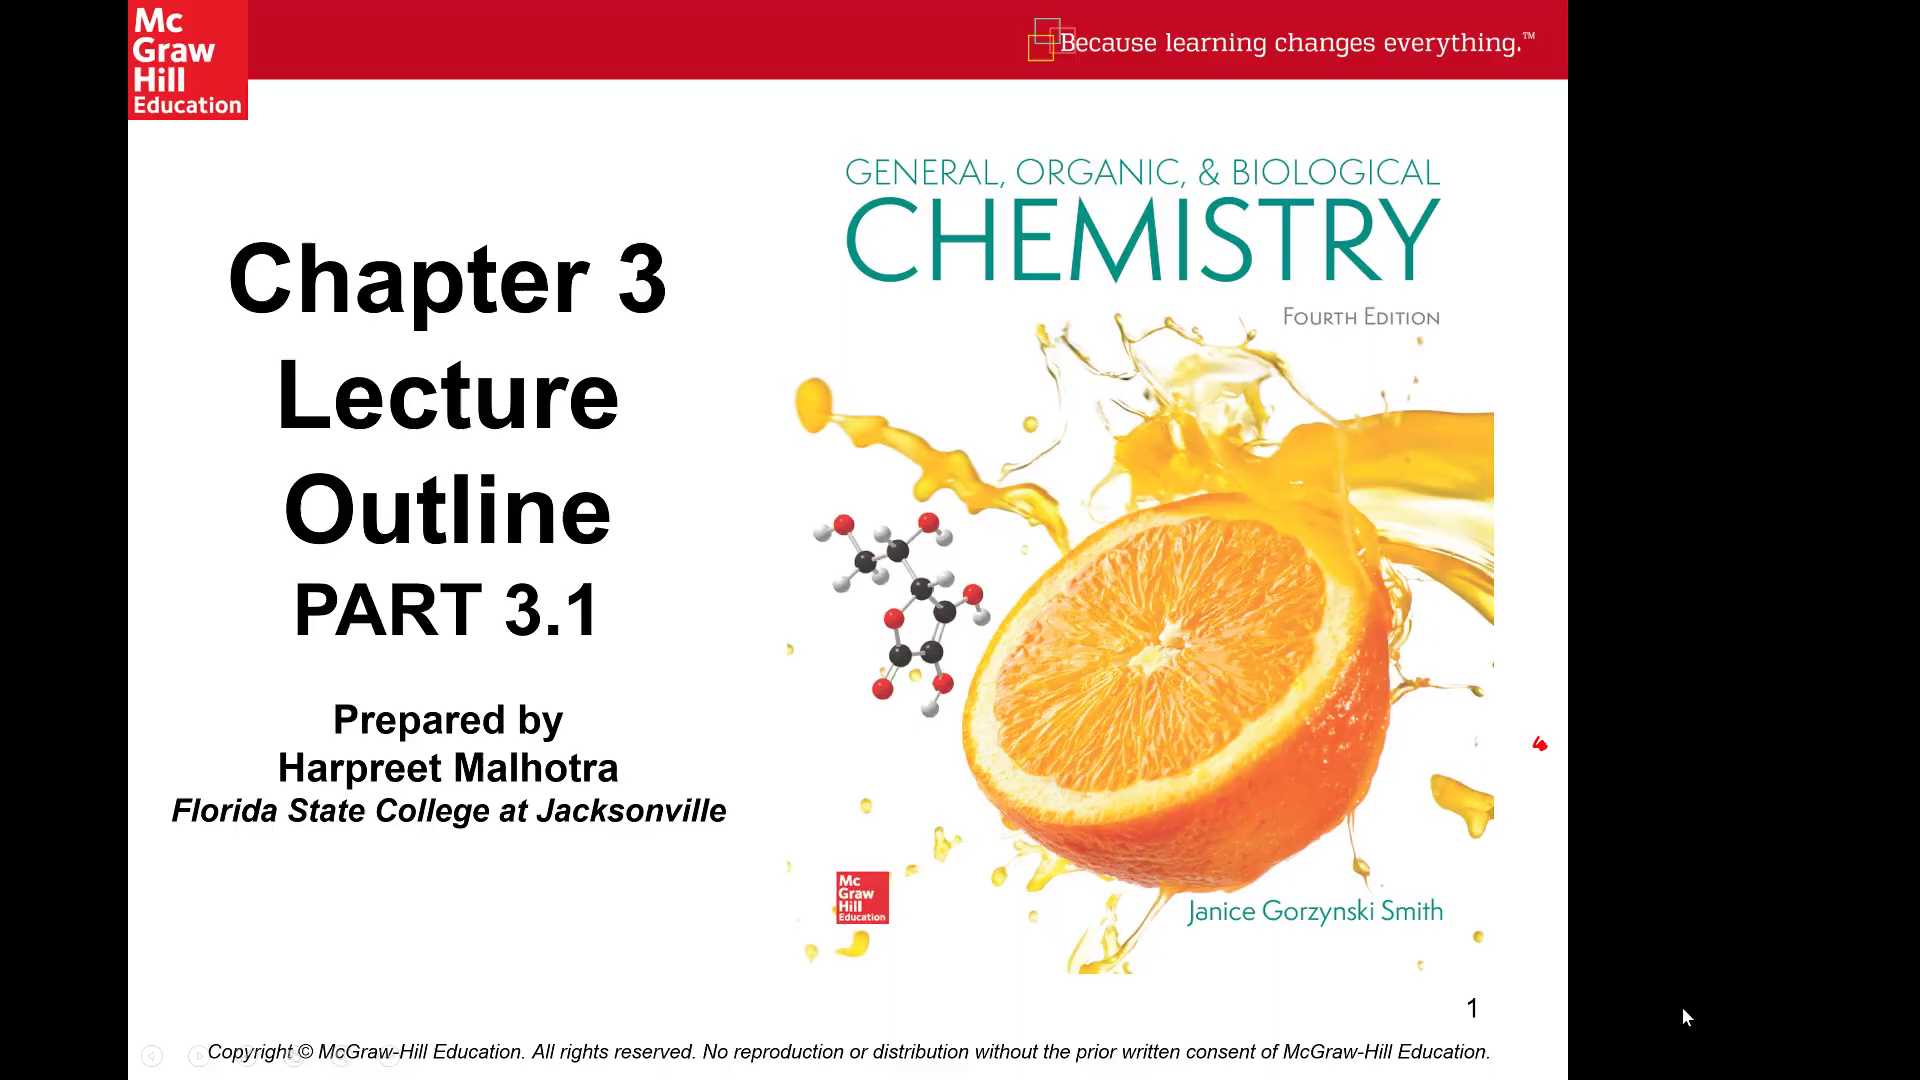 Mc
Graw
Hill
Education
Because learning changes everything.™
Chapter 3
Lecture
Outline
PART 3.1
Prepared by
Harpreet Malhotra
Florida State College at Jacksonville
GENERAL, ORGANIC, & BIOLOGICAL
CHEMISTRY
FOURTH EDITION
Mc
Graw
Hill
Education
Janice Gorzynski Smith
1
Copyright © McGraw-Hill Education. All rights reserved. No reproduction or distribution without the prior written consent of McGraw-Hill Education.